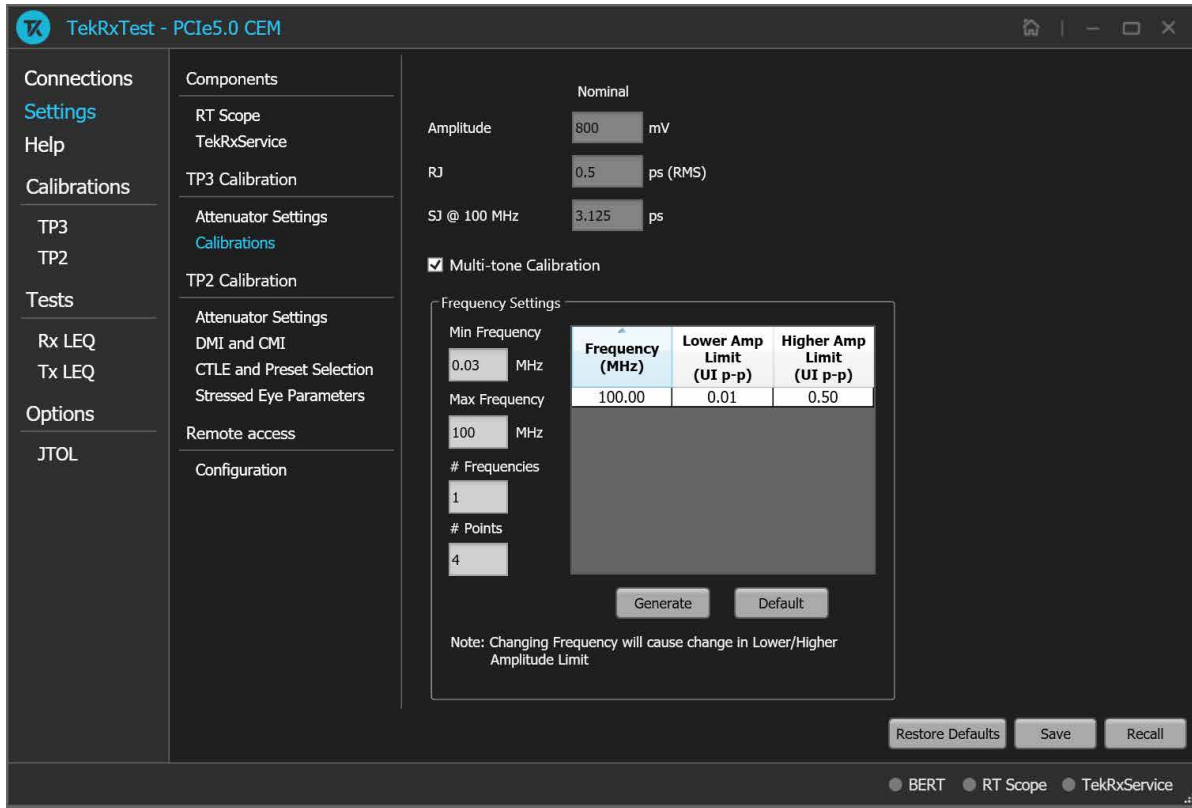 TekRxTest - PCIe5.0 CEM
Connections
Settings
Help
Calibrations
TP3
TP2
Tests
Rx LEQ
Tx LEQ
Options
JTOL
Components
RT Scope
TekRxService
TP3 Calibration
Attenuator Settings
Calibrations
TP2 Calibration
Attenuator Settings
DMI and CMI
CTLE and Preset Selection
Stressed Eye Parameters
Remote access
Configuration
Nominal
Amplitude 800 mV
RJ 0.5 ps (RMS)
SJ @ 100 MHz 3.125 ps
Multi-tone Calibration
Frequency Settings
Min Frequency
0.03 MHz
Max Frequency
100 MHz
# Frequencies
1
# Points
4
Frequency
(MHz)
Lower Amp
Limit
(UI p-p)
Higher Amp
Limit
(UI p-p)
100.00 0.01 0.50
Generate Default
Note: Changing Frequency will cause change in Lower/Higher
Amplitude Limit
Restore Defaults Save Recall
BERT RT Scope TekRxService